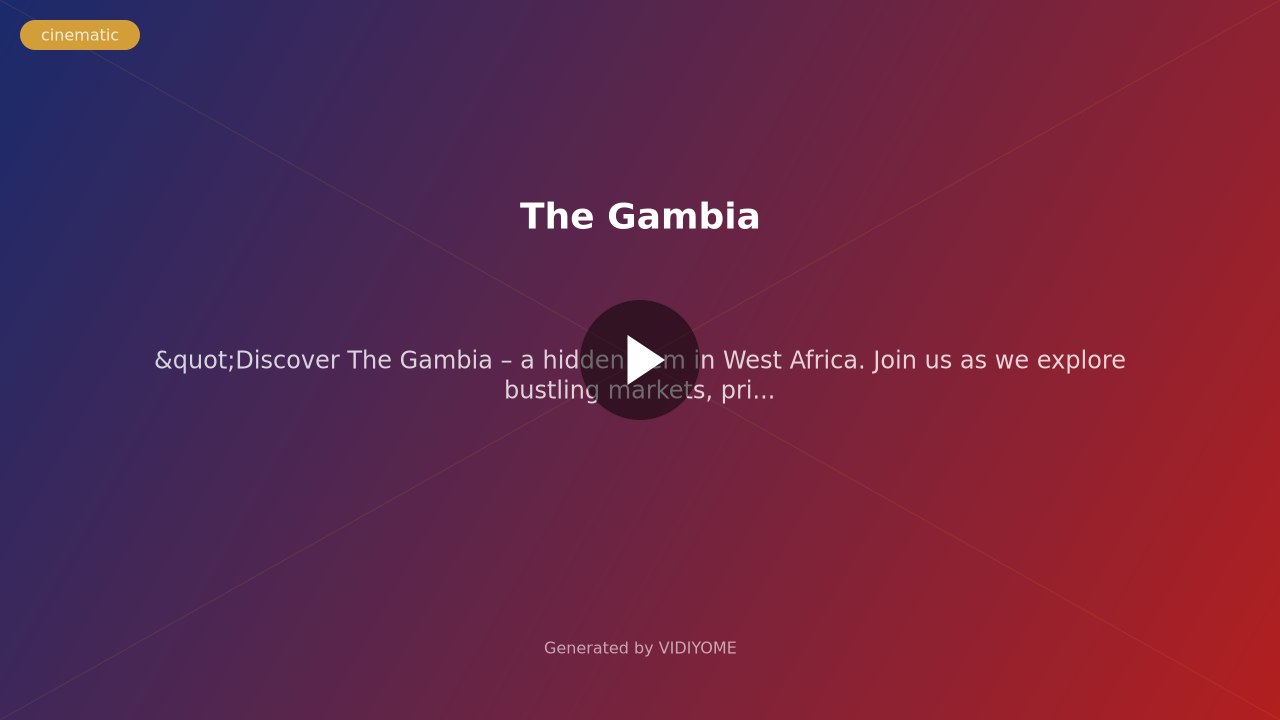 cinematic
The Gambia
&quot;Discover The Gambia – a hidden gem in West Africa. Join us as we explore
bustling markets, pri...
Generated by VIDIYOME